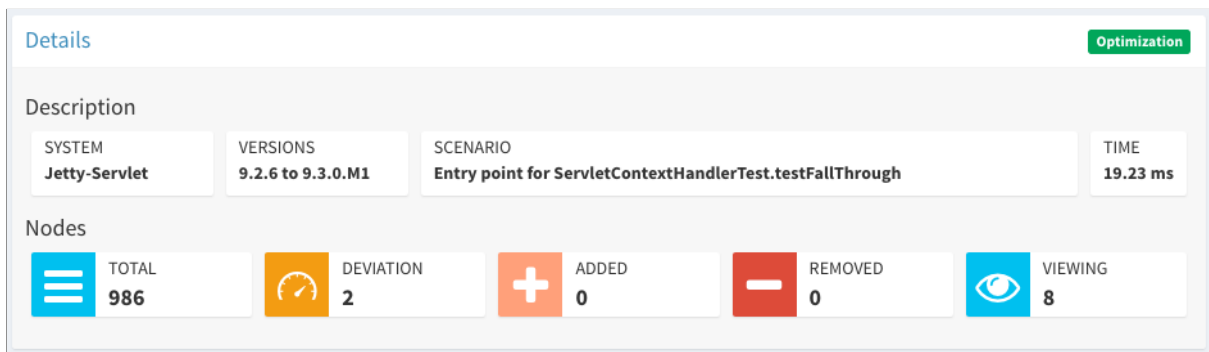 Details
Optimization
Description
SYSTEM
Jetty-Servlet
VERSIONS
9.2.6 to 9.3.0.M1
SCENARIO
Entry point for ServletContextHandlerTest.testFallThrough
TIME
19.23 ms
Nodes
TOTAL
986
DEVIATION
2
ADDED
0
REMOVED
0
VIEWING
8